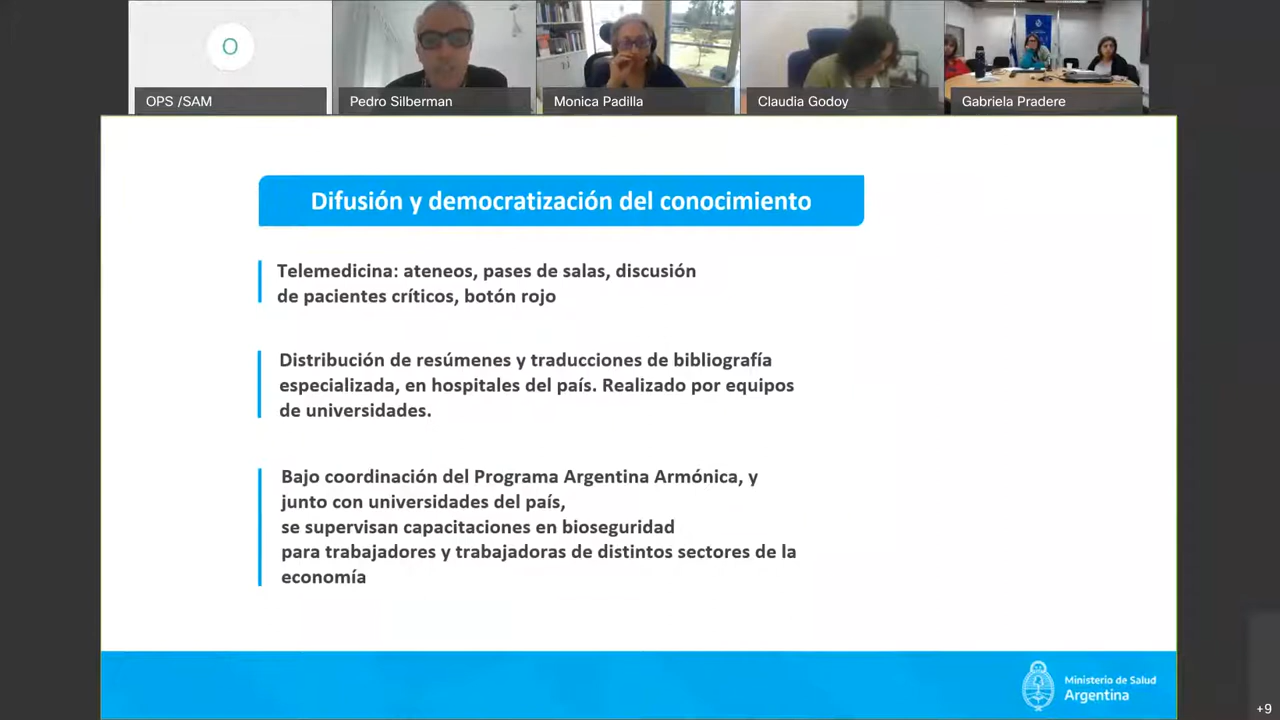 O
OPS /SAM
Pedro Silberman
Monica Padilla
Claudia Godoy
Gabriela Pradere
Difusión y democratización del conocimiento
Telemedicina: ateneos, pases de salas, discusión
de pacientes críticos, botón rojo
Distribución de resúmenes y traducciones de bibliografía
especializada, en hospitales del país. Realizado por equipos
de universidades.
Bajo coordinación del Programa Argentina Armónica, y
junto con universidades del país,
se supervisan capacitaciones en bioseguridad
para trabajadores y trabajadoras de distintos sectores de la
economía
Ministerio de Salud
Argentina
+9